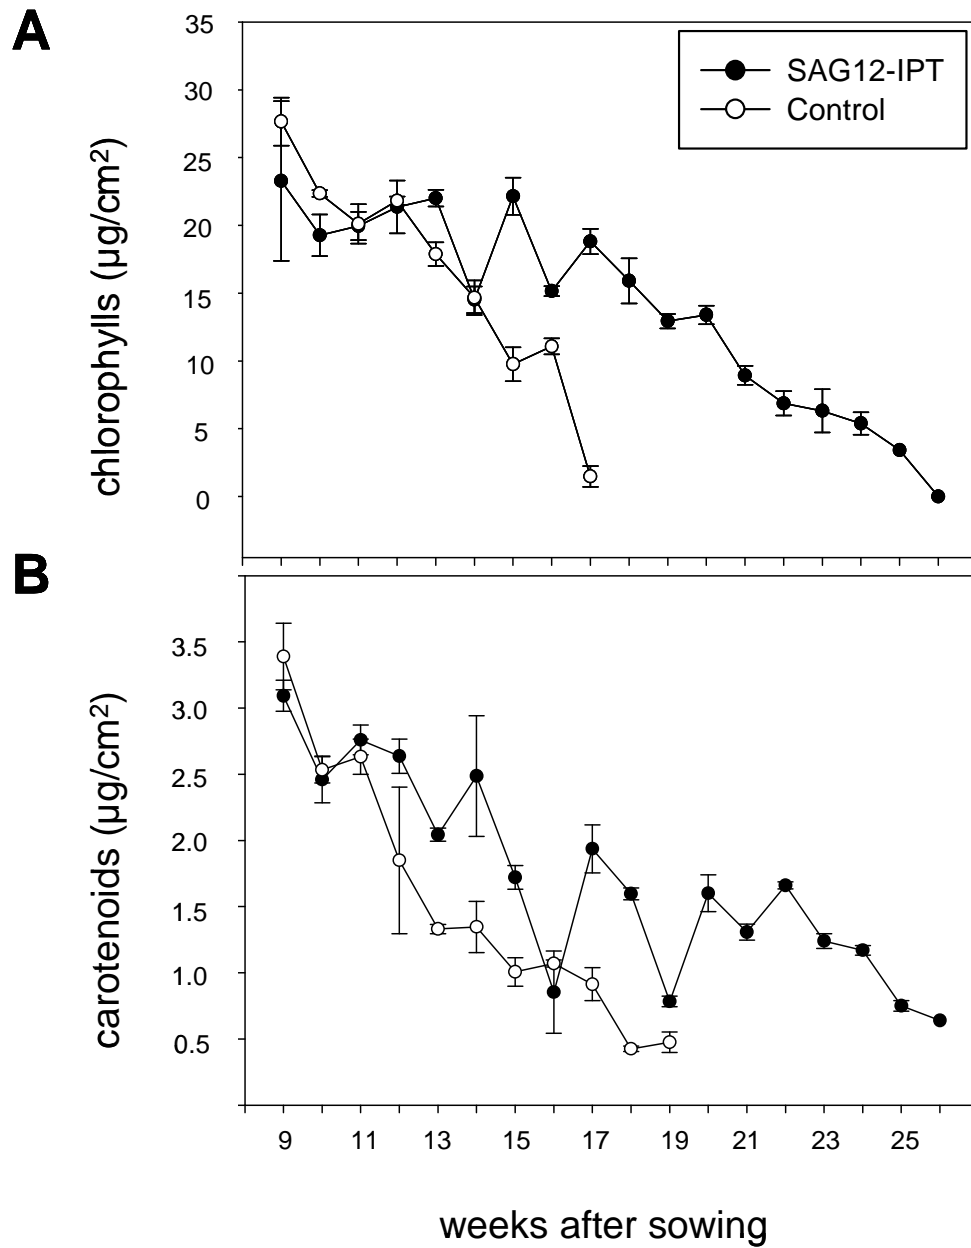 A
35
30
25
20
15
10
5
0
chlorophylls (µg/cm²)
SAG12-IPT
Control
B
3.5
3.0
2.5
2.0
1.5
1.0
0.5
carotenoids (µg/cm²)
9 11 13 15 17 19 21 23 25
weeks after sowing